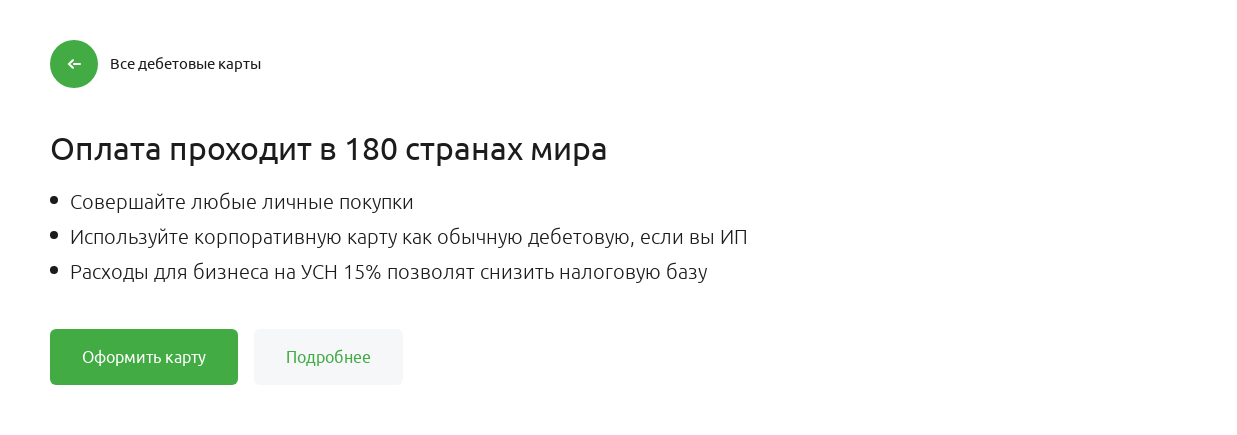 Все дебетовые карты
Оплата проходит в 180 странах мира
Совершайте любые личные покупки
Используйте корпоративную карту как обычную дебетовую, если вы ИП
Расходы для бизнеса на УСН 15% позволят снизить налоговую базу
Оформить карту
Подробнее